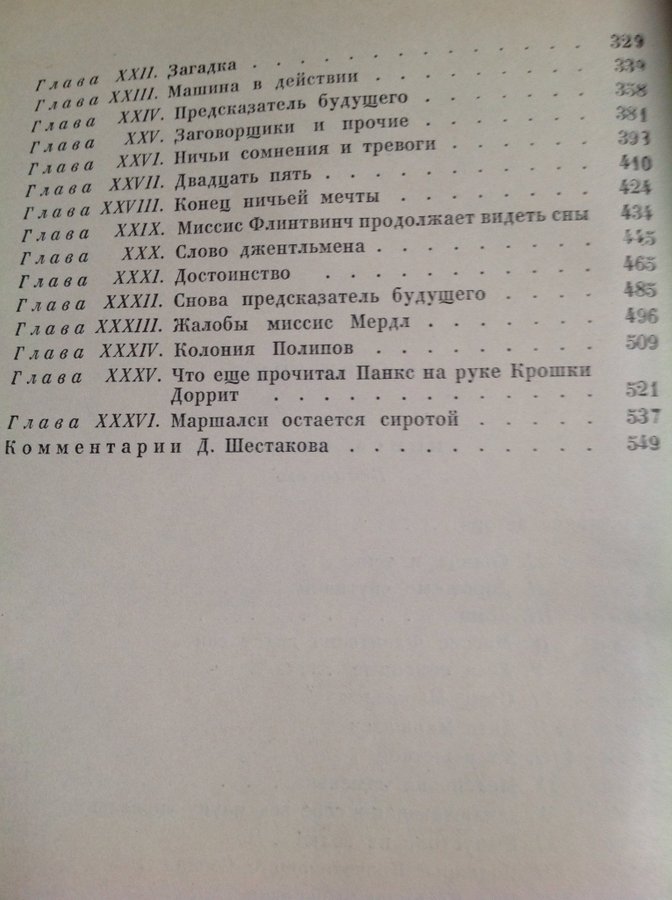 Глава XXII. Загадка . . . . . . . . . . . . 329
Глава XXIII. Машина в действии . . . . . . . . 339
Глава XXIV. Предсказатель будущего . . . . . . 358
Глава XXV. Заговорщики и прочие . . . . . . . 381
Глава XXVI. Ничьи сомнения и тревоги . . . . . 393
Глава XXVII. Двадцать пять . . . . . . . . . . 410
Глава XXVIII. Конец ничьей мечты . . . . . . . 424
Глава XXIX. Миссис Флинтвинч продолжает видеть сны 434
Глава XXX. Слово джентльмена . . . . . . . . 445
Глава XXXI. Достоинство . . . . . . . . . . 465
Глава XXXII. Снова предсказатель будущего . . . . 485
Глава XXXIII. Жалобы миссис Мердл . . . . . . 496
Глава XXXIV. Колония Полипов . . . . . . . . 509
Глава XXXV. Что еще прочитал Панкс на руке Крошки
Доррит . . . . . . . . . . . . 521
Глава XXXVI. Маршалси остается сиротой . . . . . 537
Комментарии Д. Шестакова . . . . . . . . . . 549